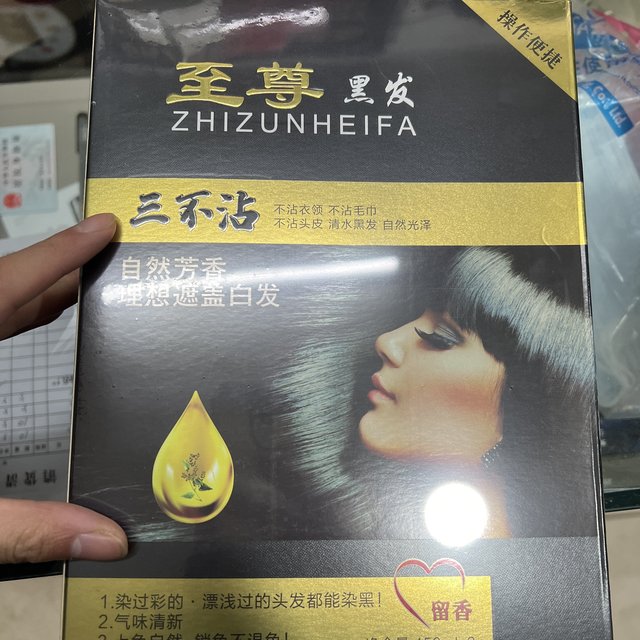 操作便捷
至尊黑发
ZHIZUNHEIFA
三不沾
不沾衣领 不沾毛巾
不沾头皮 清水黑发 自然光泽
自然芳香
理想遮盖白发
1.染过彩的·漂浅过的头发都能染黑!
2.气味清新
留香